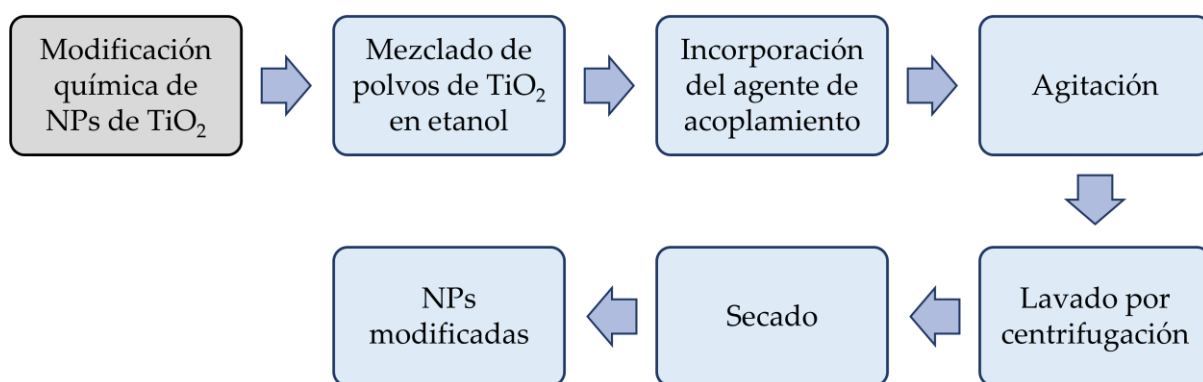 Modificación
química de
NPs de TiO₂
Mezclado de
polvos de TiO₂
en etanol
Incorporación
del agente de
acoplamiento
Agitación
Lavado por
centrifugación
Secado
NPs
modificadas